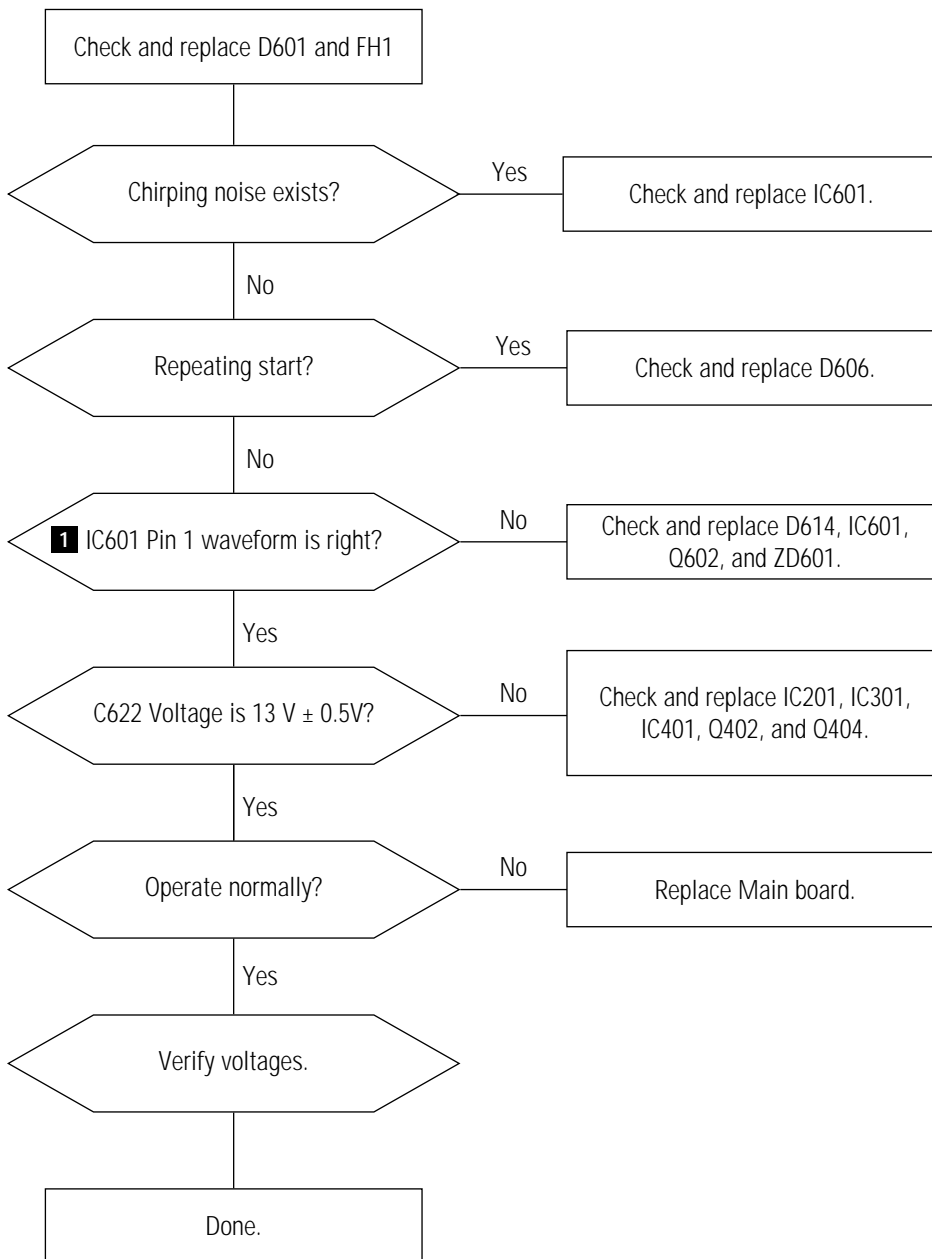 Check and replace D601 and FH1
Chirping noise exists?
Yes
Check and replace IC601.
No
Repeating start?
Yes
Check and replace D606.
No
1 IC601 Pin 1 waveform is right?
No
Check and replace D614, IC601,
Q602, and ZD601.
Yes
C622 Voltage is 13 V ± 0.5V?
No
Check and replace IC201, IC301,
IC401, Q402, and Q404.
Yes
Operate normally?
No
Replace Main board.
Yes
Verify voltages.
Done.